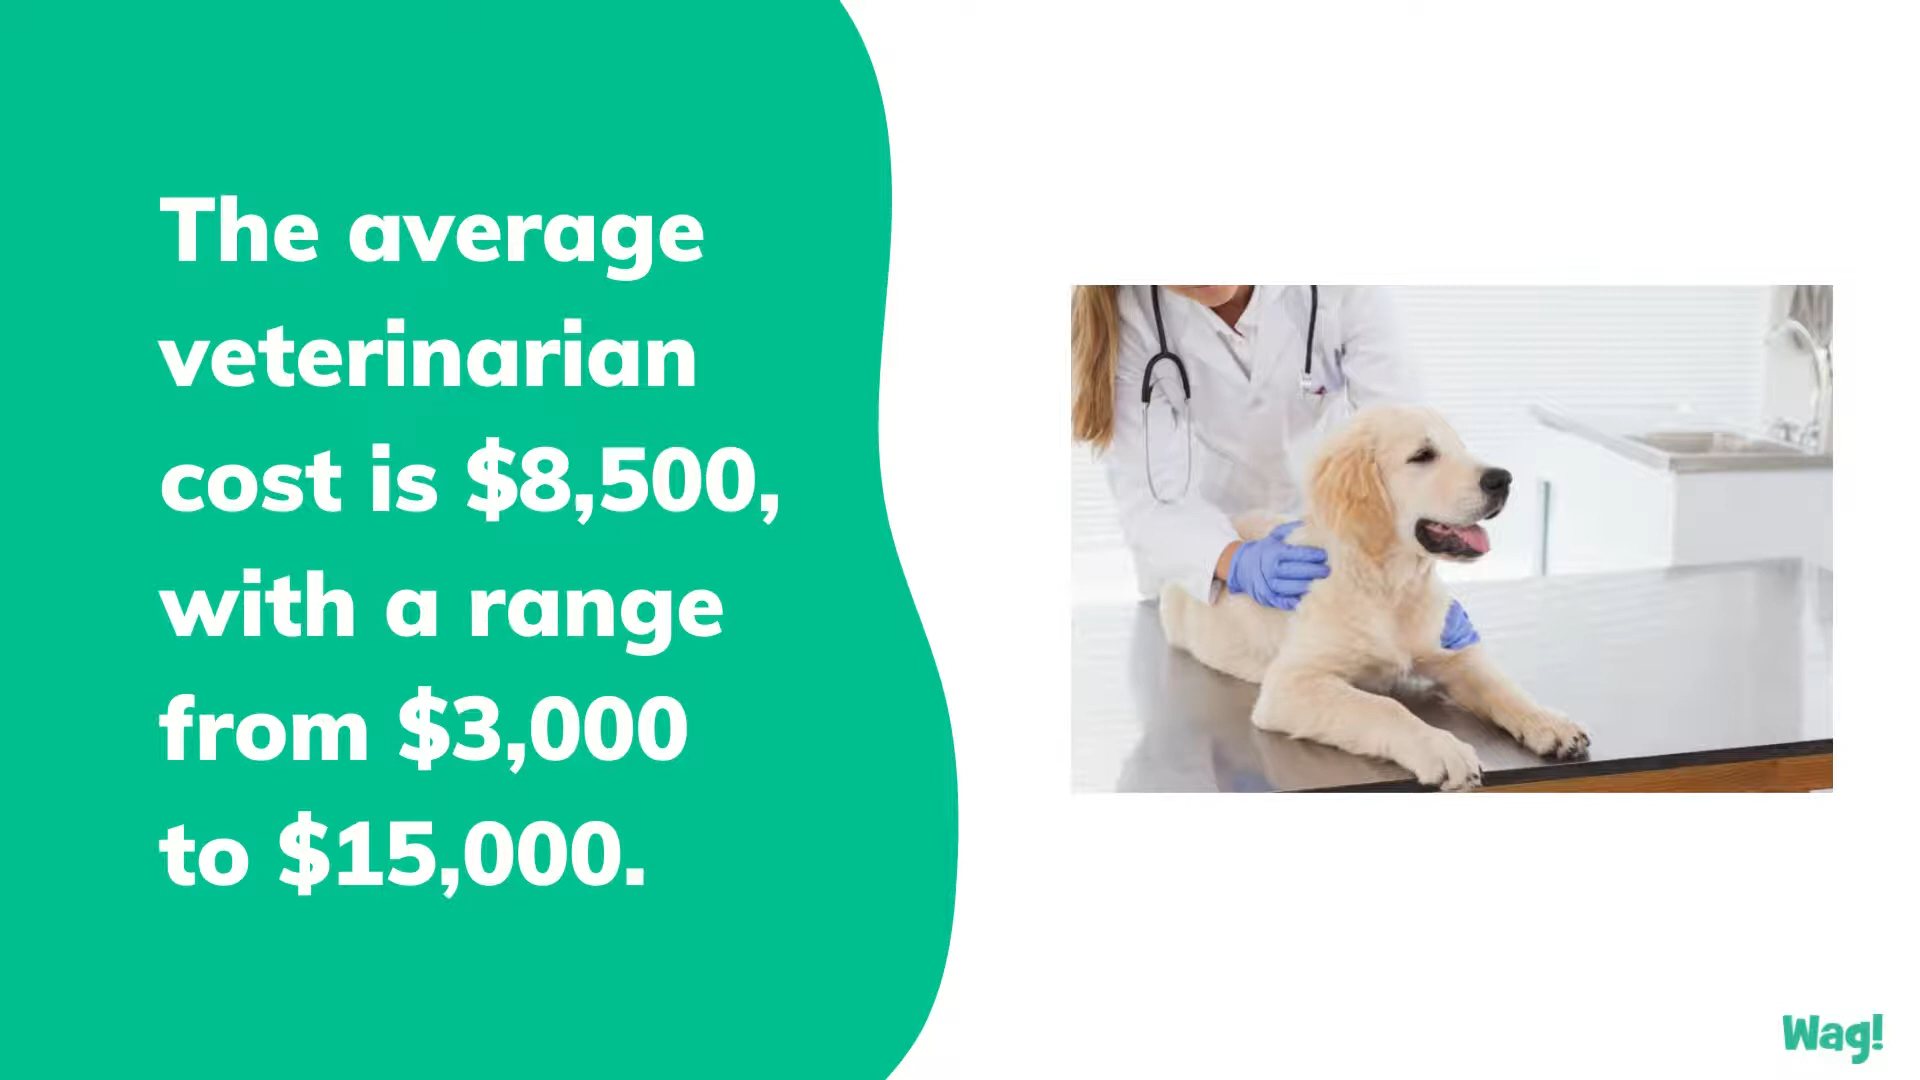 The average
veterinarian
cost is $8,500,
with a range
from $3,000
to $15,000.
Wag!